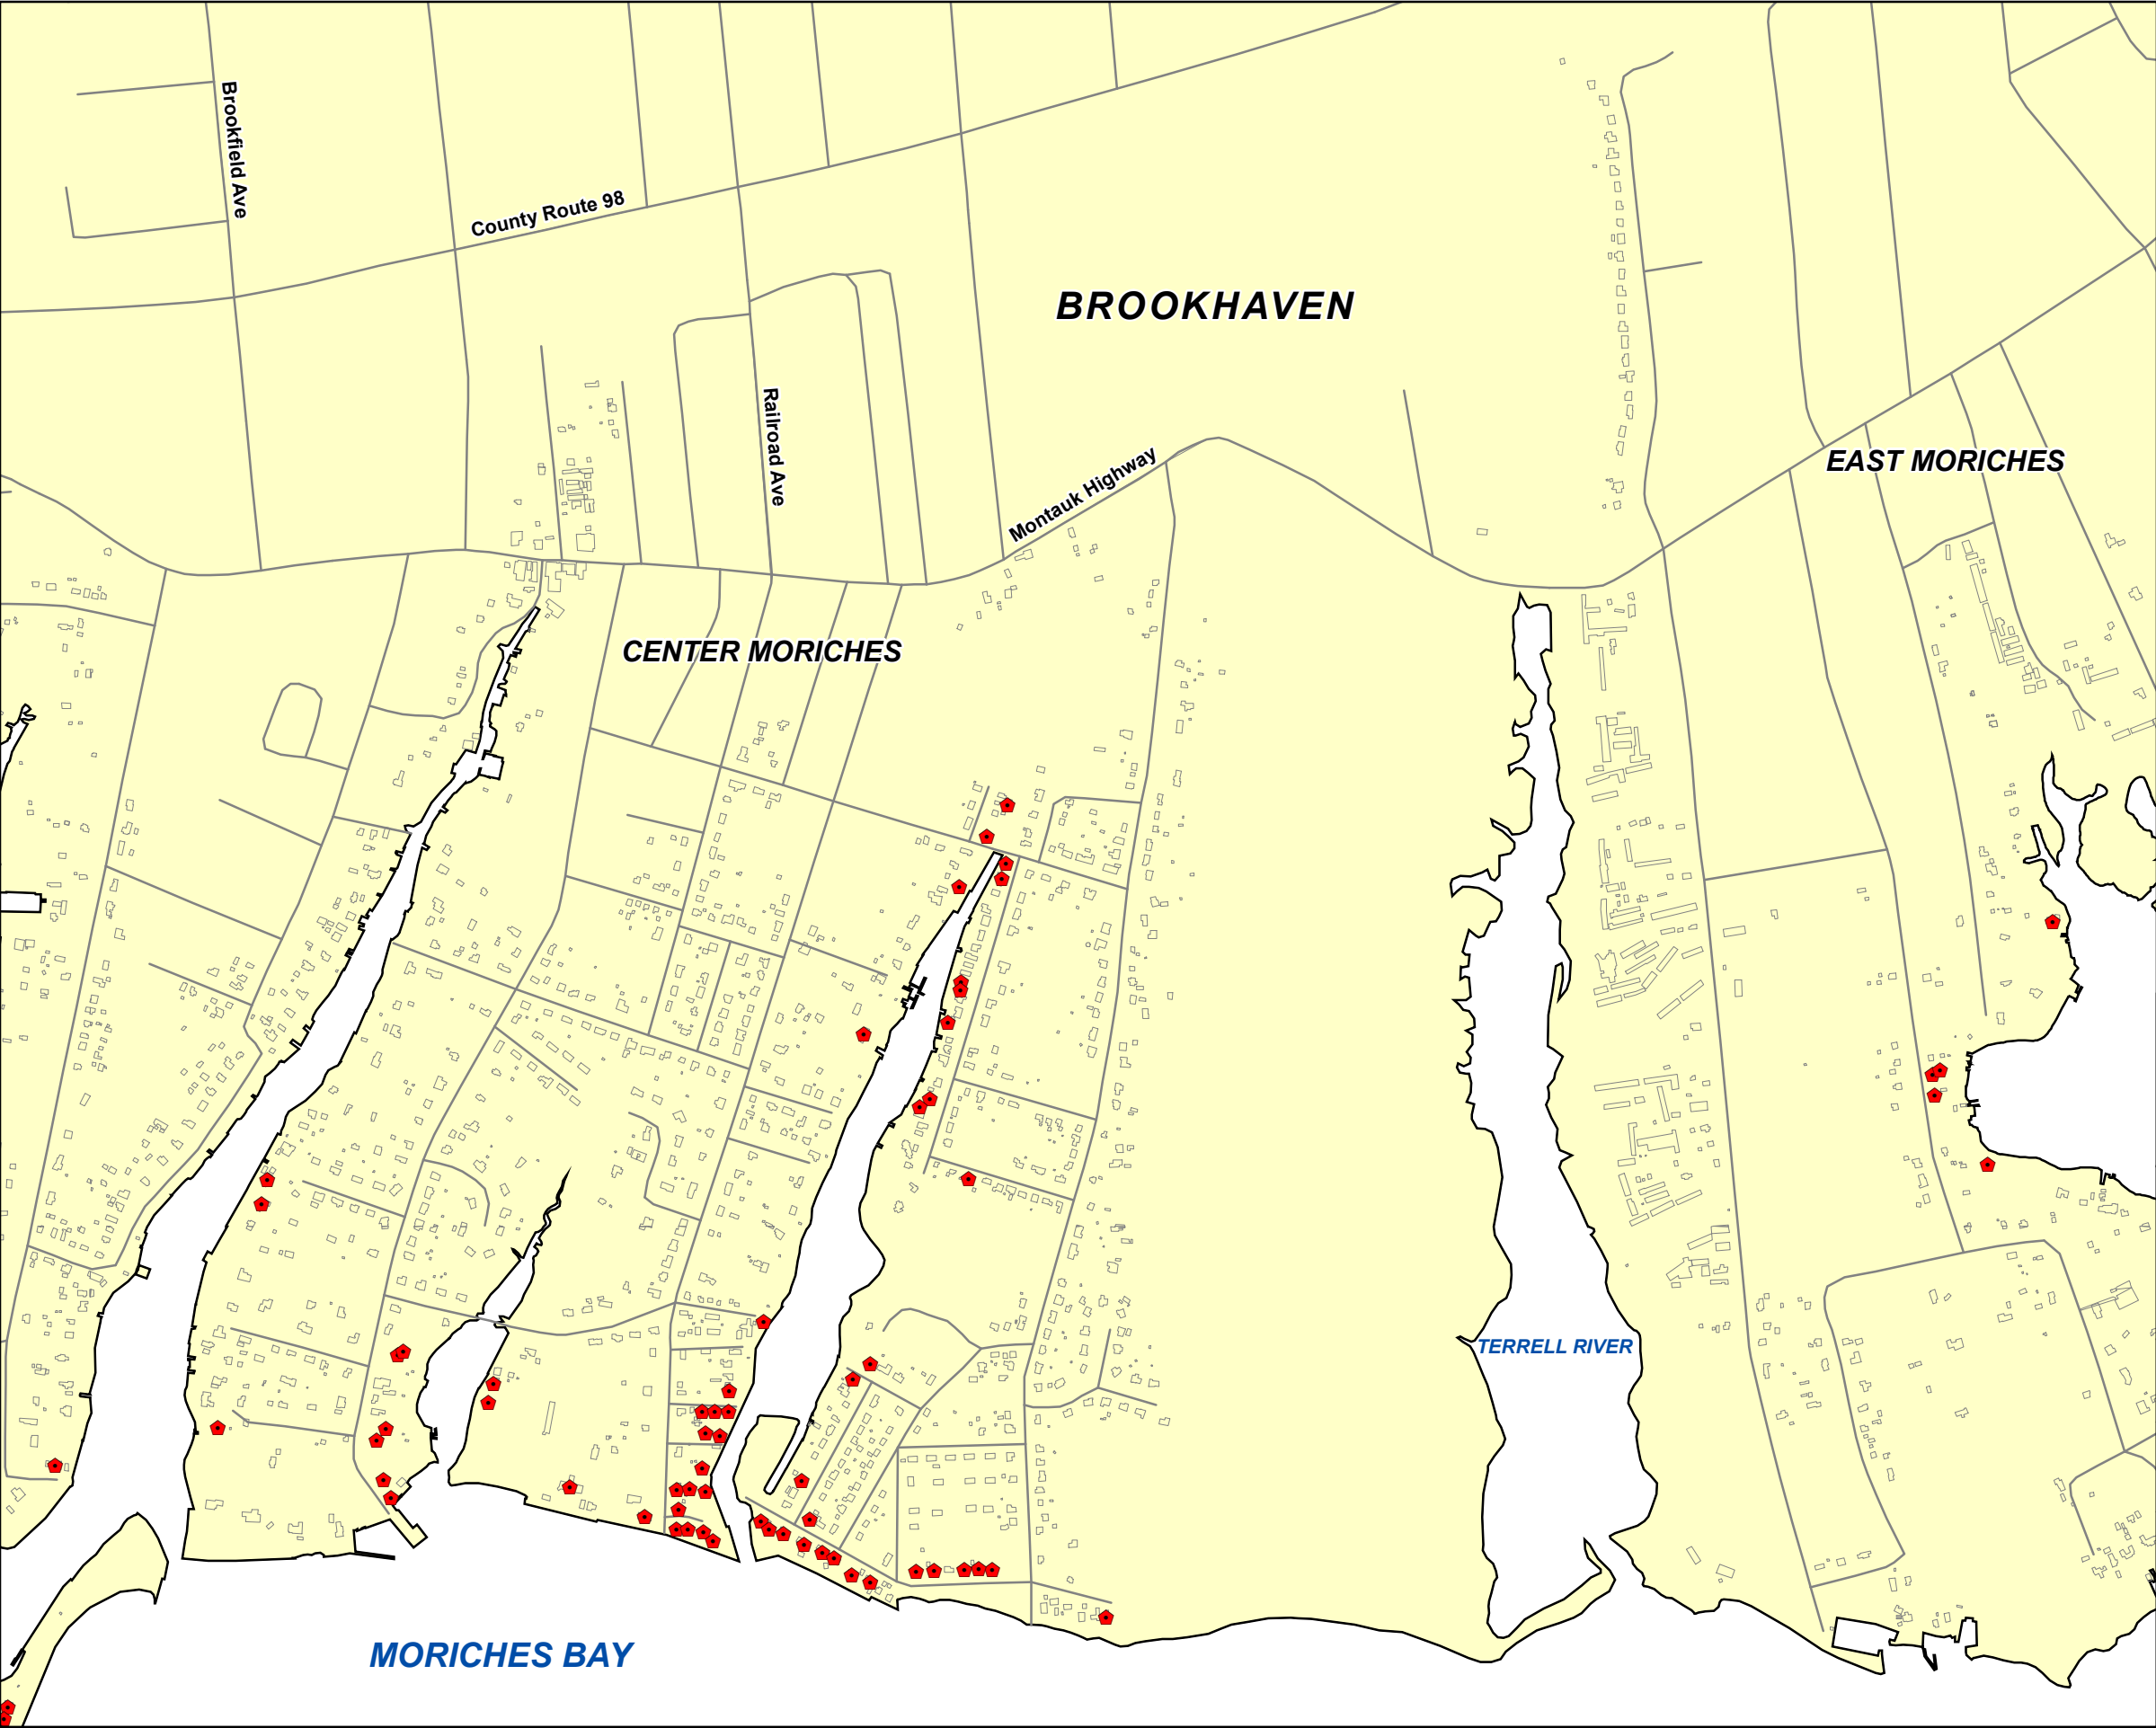 Brookfield Ave
County Route 98
BROOKHAVEN
Railroad Ave
Montauk Highway
EAST MORICHES
CENTER MORICHES
TERRELL RIVER
MORICHES BAY